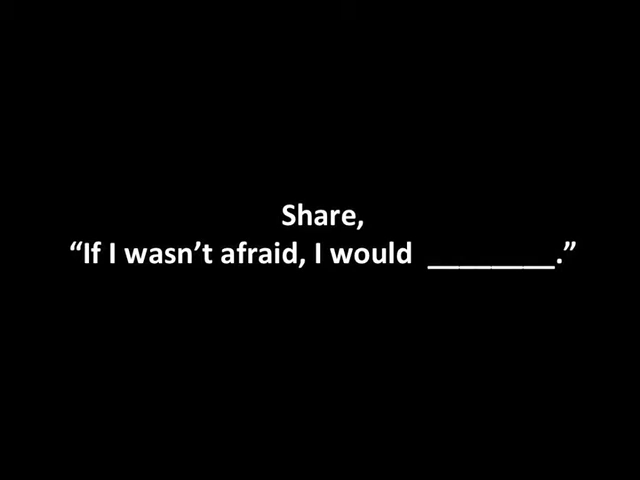 Share,
“If I wasn’t afraid, I would ________.”